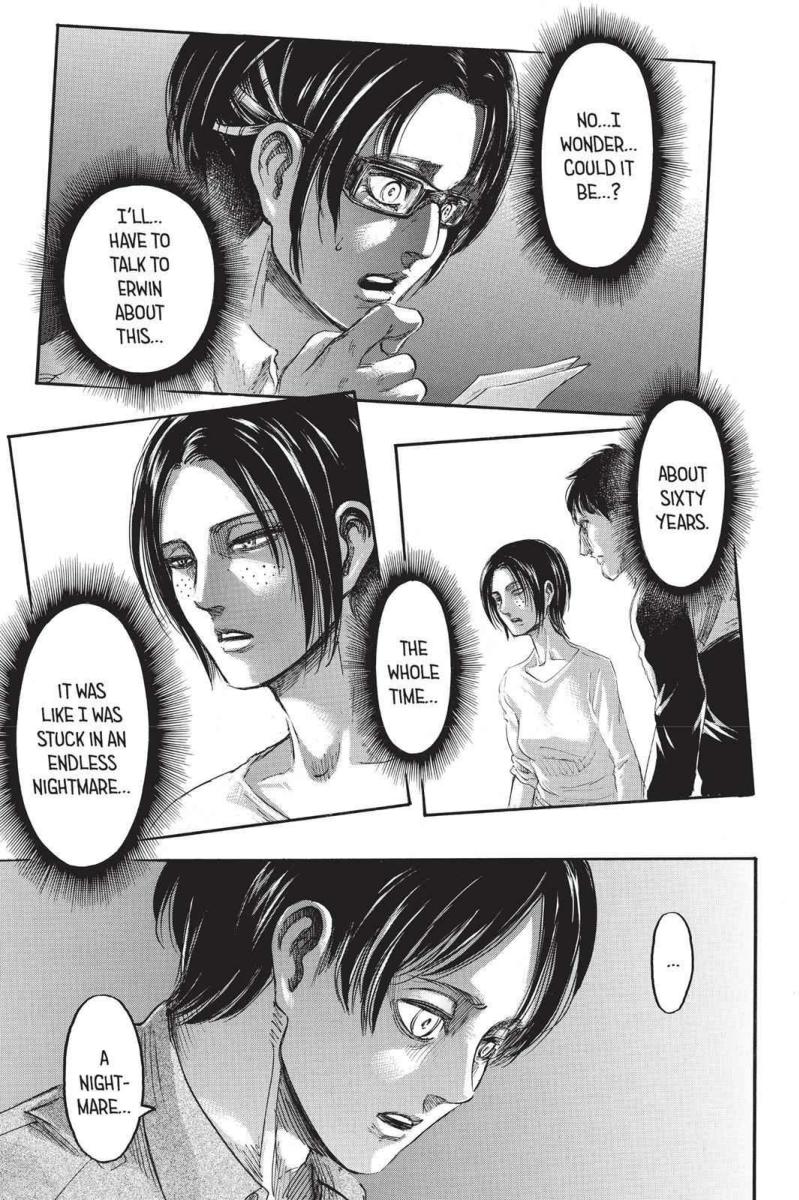 NO...I
WONDER...
COULD IT
BE...?
I'LL...
HAVE TO
TALK TO
ERWIN
ABOUT
THIS...
ABOUT
SIXTY
YEARS.
THE
WHOLE
TIME...
IT WAS
LIKE I WAS
STUCK IN AN
ENDLESS
NIGHTMARE...
...
A
NIGHT-
MARE...